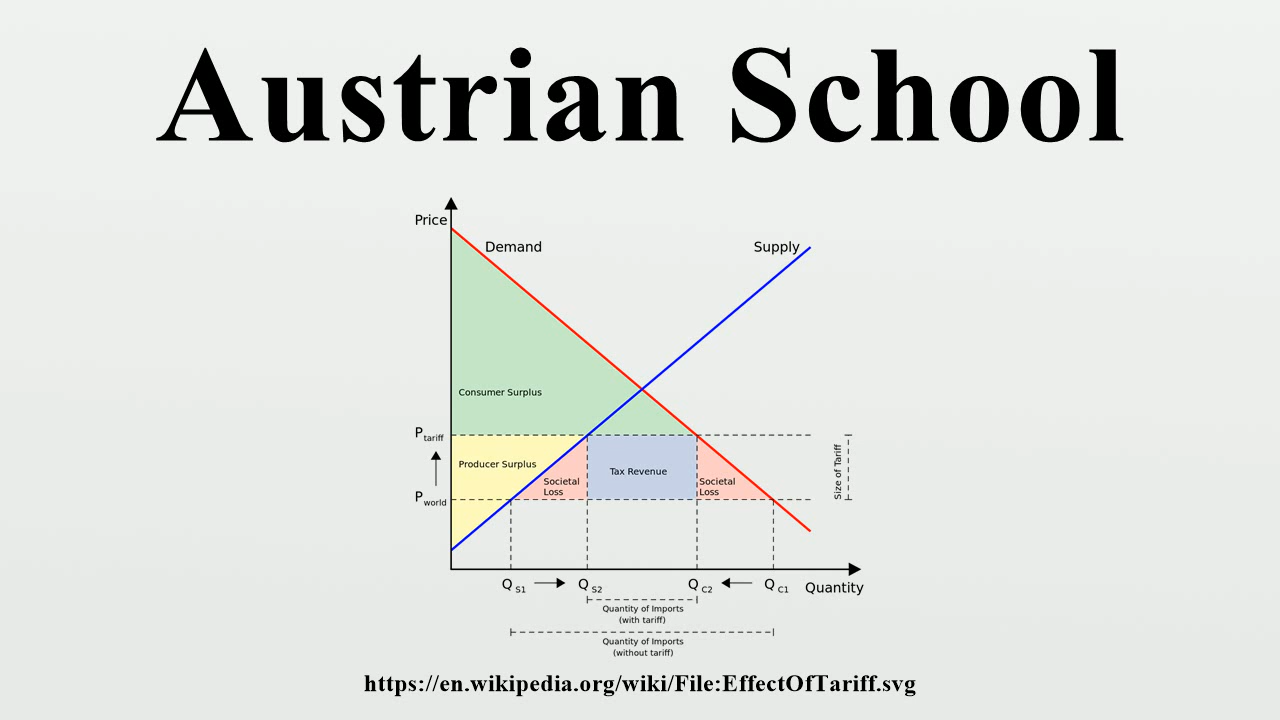 Austrian School
Price
Demand
Supply
Consumer Surplus
P tariff
Producer Surplus
Societal
Loss
Tax Revenue
Societal
Loss
Size of Tariff
P world
Q S1
Q S2
Q C2
Q C1
Quantity
Quantity of Imports
(with tariff)
Quantity of Imports
(without tariff)
https://en.wikipedia.org/wiki/File:EffectOfTariff.svg